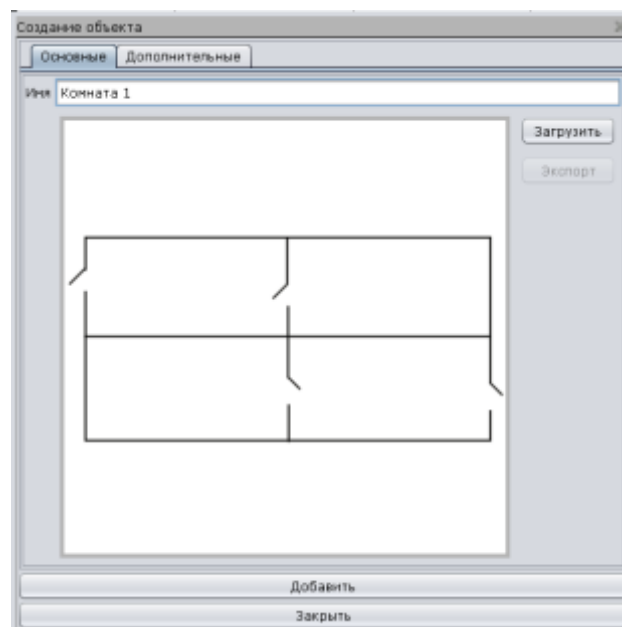 Создание объекта
Основные Дополнительные
Имя Комната 1
Загрузить
Экспорт
Добавить
Закрыть